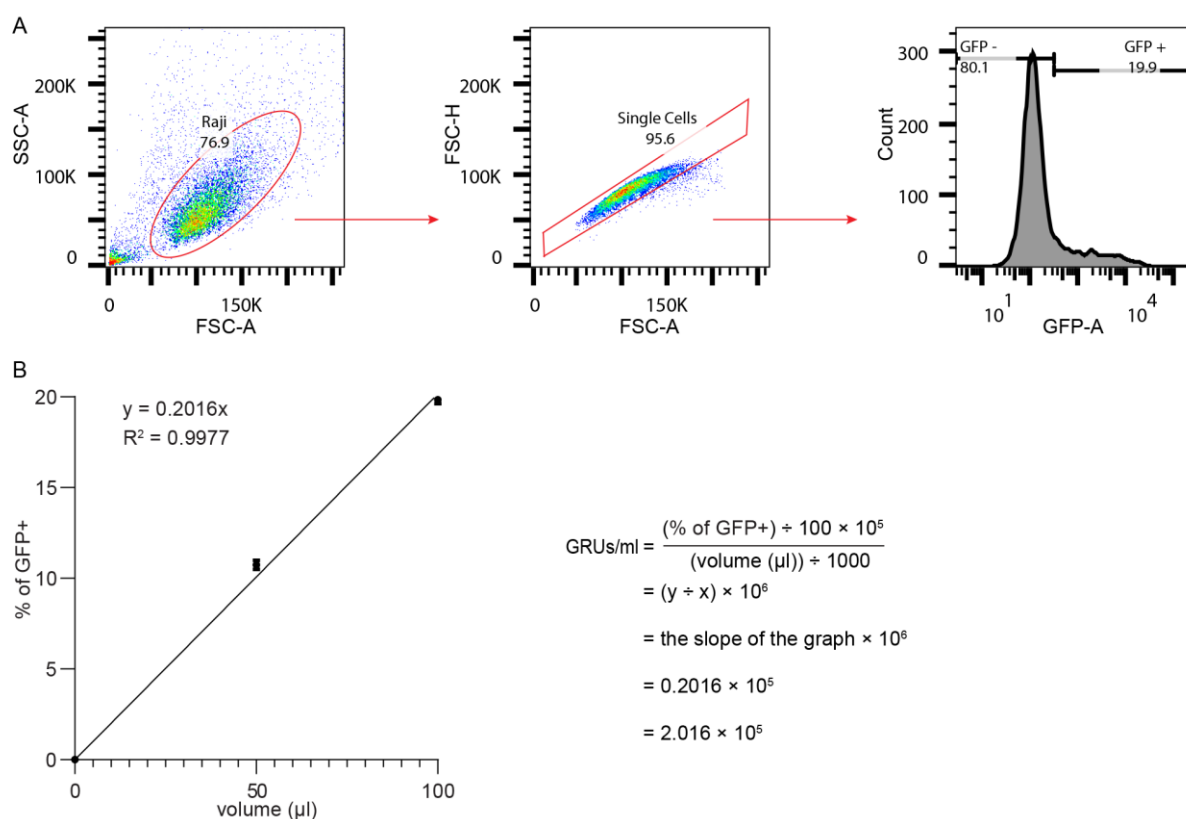 A
SSC-A
200K
100K
0
Raji
76.9
0
150K
FSC-A
FSC-H
200K
100K
0
Single Cells
95.6
0
150K
FSC-A
Count
300
200
100
0
GFP -
80.1
GFP +
19.9
10¹
10⁴
GFP-A
B
% of GFP+
20
15
10
5
0
y = 0.2016x
R² = 0.9977
0
50
100
volume (µl)
GRUs/ml = (% of GFP+) ÷ 100 × 10⁵
(volume (µl)) ÷ 1000
= (y ÷ x) × 10⁶
= the slope of the graph × 10⁶
= 0.2016 × 10⁵
= 2.016 × 10⁵